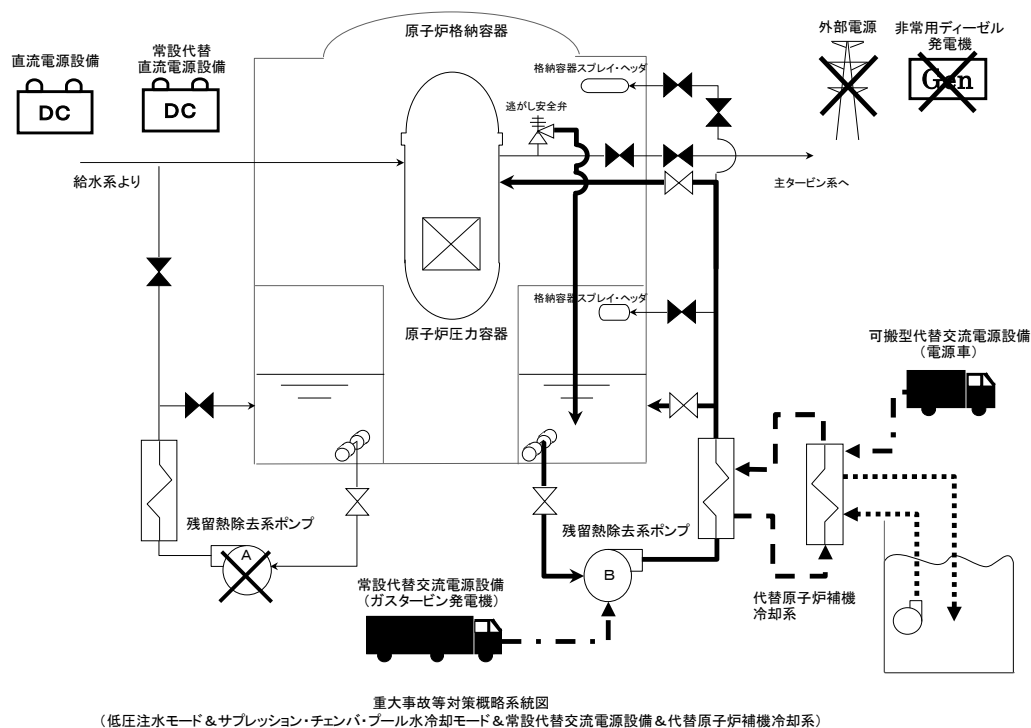 原子炉格納容器
外部電源
非常用ディーゼル
発電機
Gen
直流電源設備
DC
常設代替
直流電源設備
DC
格納容器スプレイ・ヘッダ
逃がし安全弁
給水系より
主タービン系へ
格納容器スプレイ・ヘッダ
原子炉圧力容器
可搬型代替交流電源設備
(電源車)
残留熱除去系ポンプ
A
残留熱除去系ポンプ
B
常設代替交流電源設備
(ガスタービン発電機)
代替原子炉補機
冷却系
重大事故等対策概略系統図
(低圧注水モード＆サプレッション・チェンバ・プール水冷却モード＆常設代替交流電源設備＆代替原子炉補機冷却系)